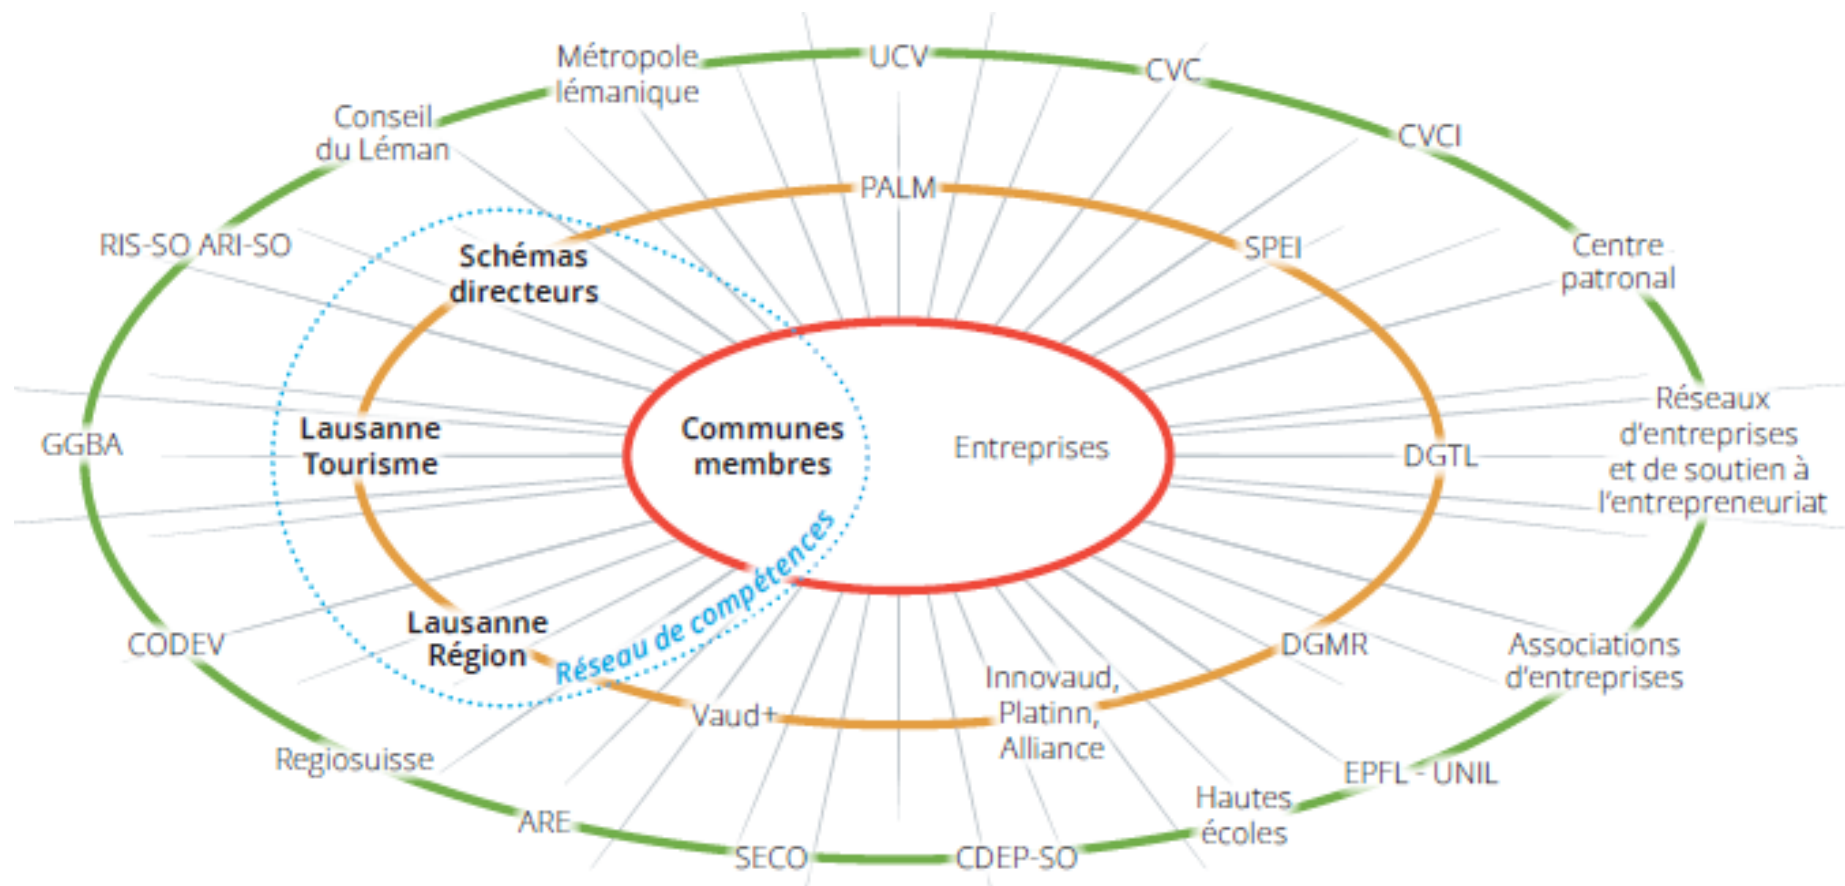 Métropole
lémanique
UCV
CVC
Conseil
du Léman
CVCI
PALM
RIS-SO ARI-SO
Schémas
directeurs
SPEI
Centre
patronal
GGBA
Lausanne
Tourisme
Communes
membres
Entreprises
DGTL
Réseaux
d'entreprises
et de soutien à
l'entrepreneuriat
Réseau de compétences
CODEV
Lausanne
Région
DGMR
Associations
d'entreprises
Vaud+
Innovaud,
Platinn,
Alliance
Regiosuisse
EPFL - UNIL
ARE
Hautes
écoles
SECO
CDEP-SO